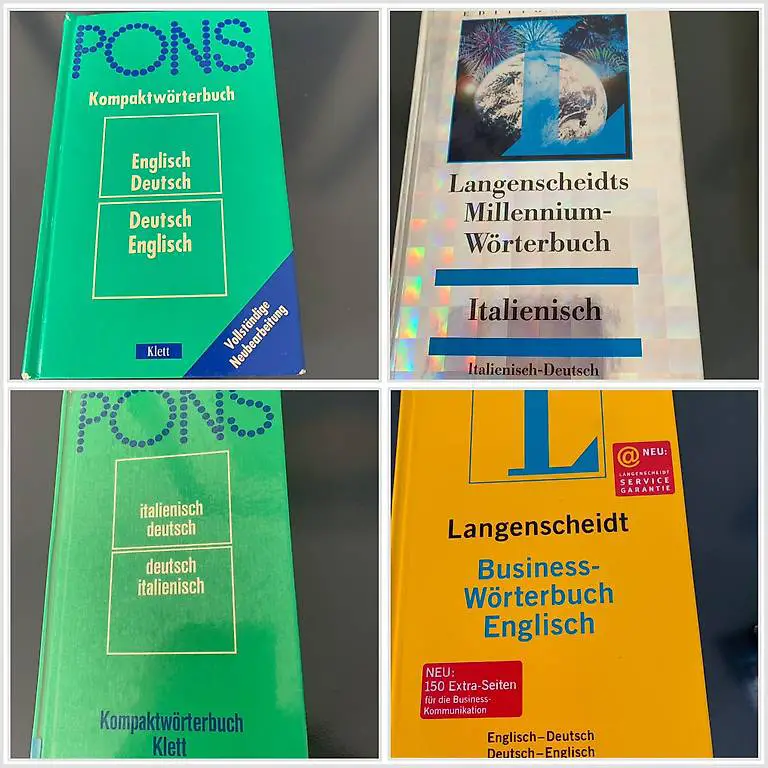 PONS
Kompaktwörterbuch
Englisch
Deutsch
Deutsch
Englisch
Klett
Vollständige
Neubearbeitung
Langenscheidts
Millennium-
Wörterbuch
Italienisch
Italienisch-Deutsch
PONS
italienisch
deutsch
deutsch
italienisch
Kompaktwörterbuch
Klett
L
@ NEU:
LANGENSCHEIDT
SERVICE
GARANTIE
Langenscheidt
Business-
Wörterbuch
Englisch
NEU:
150 Extra-Seiten
für die Business-
Kommunikation
Englisch–Deutsch
Deutsch–Englisch